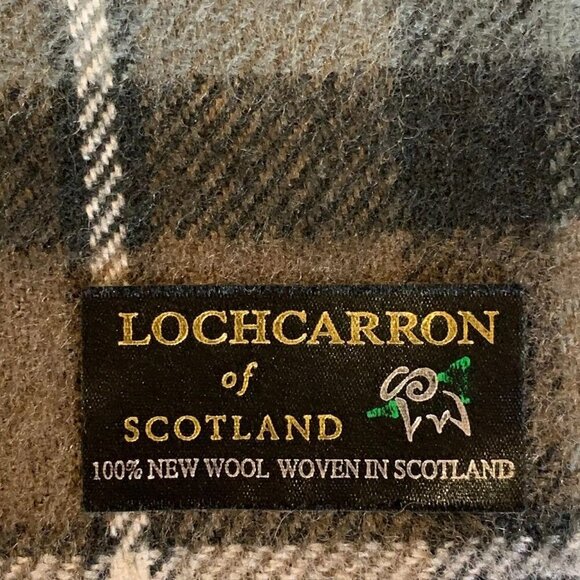 LOCHCARRON
of
SCOTLAND
100% NEW WOOL WOVEN IN SCOTLAND